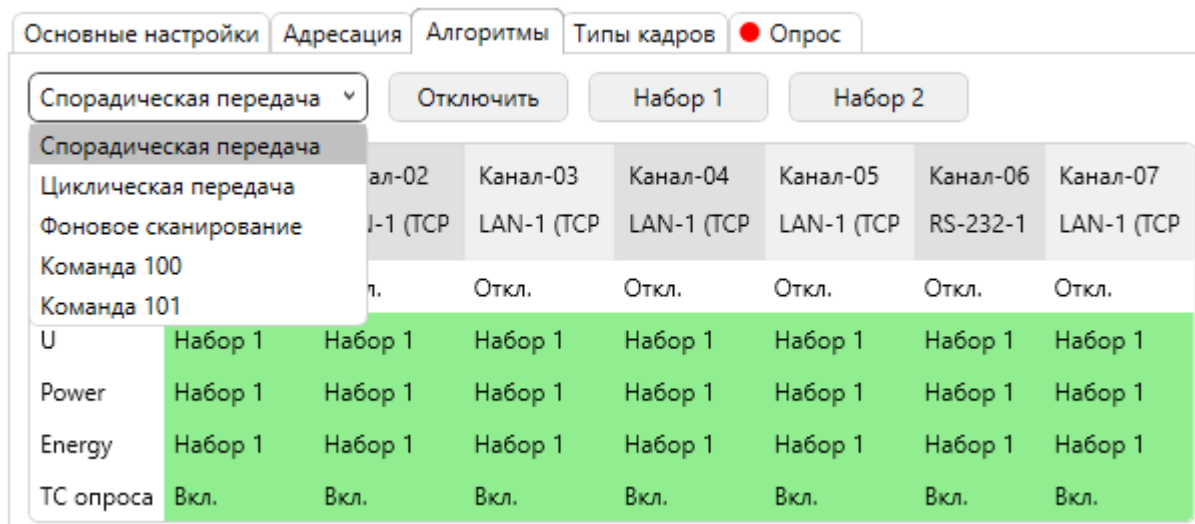 Основные настройки Адресация Алгоритмы Типы кадров Опрос
Спорадическая передача Отключить Набор 1 Набор 2
Спорадическая передача
Циклическая передача
Фоновое сканирование
Команда 100
Команда 101
Канал-03 Канал-04 Канал-05 Канал-06 Канал-07
-1 (TCP LAN-1 (TCP LAN-1 (TCP LAN-1 (TCP RS-232-1 LAN-1 (TCP
Откл. Откл. Откл. Откл. Откл.
U Набор 1 Набор 1 Набор 1 Набор 1 Набор 1 Набор 1 Набор 1
Power Набор 1 Набор 1 Набор 1 Набор 1 Набор 1 Набор 1 Набор 1
Energy Набор 1 Набор 1 Набор 1 Набор 1 Набор 1 Набор 1 Набор 1
ТС опроса Вкл. Вкл. Вкл. Вкл. Вкл. Вкл. Вкл.